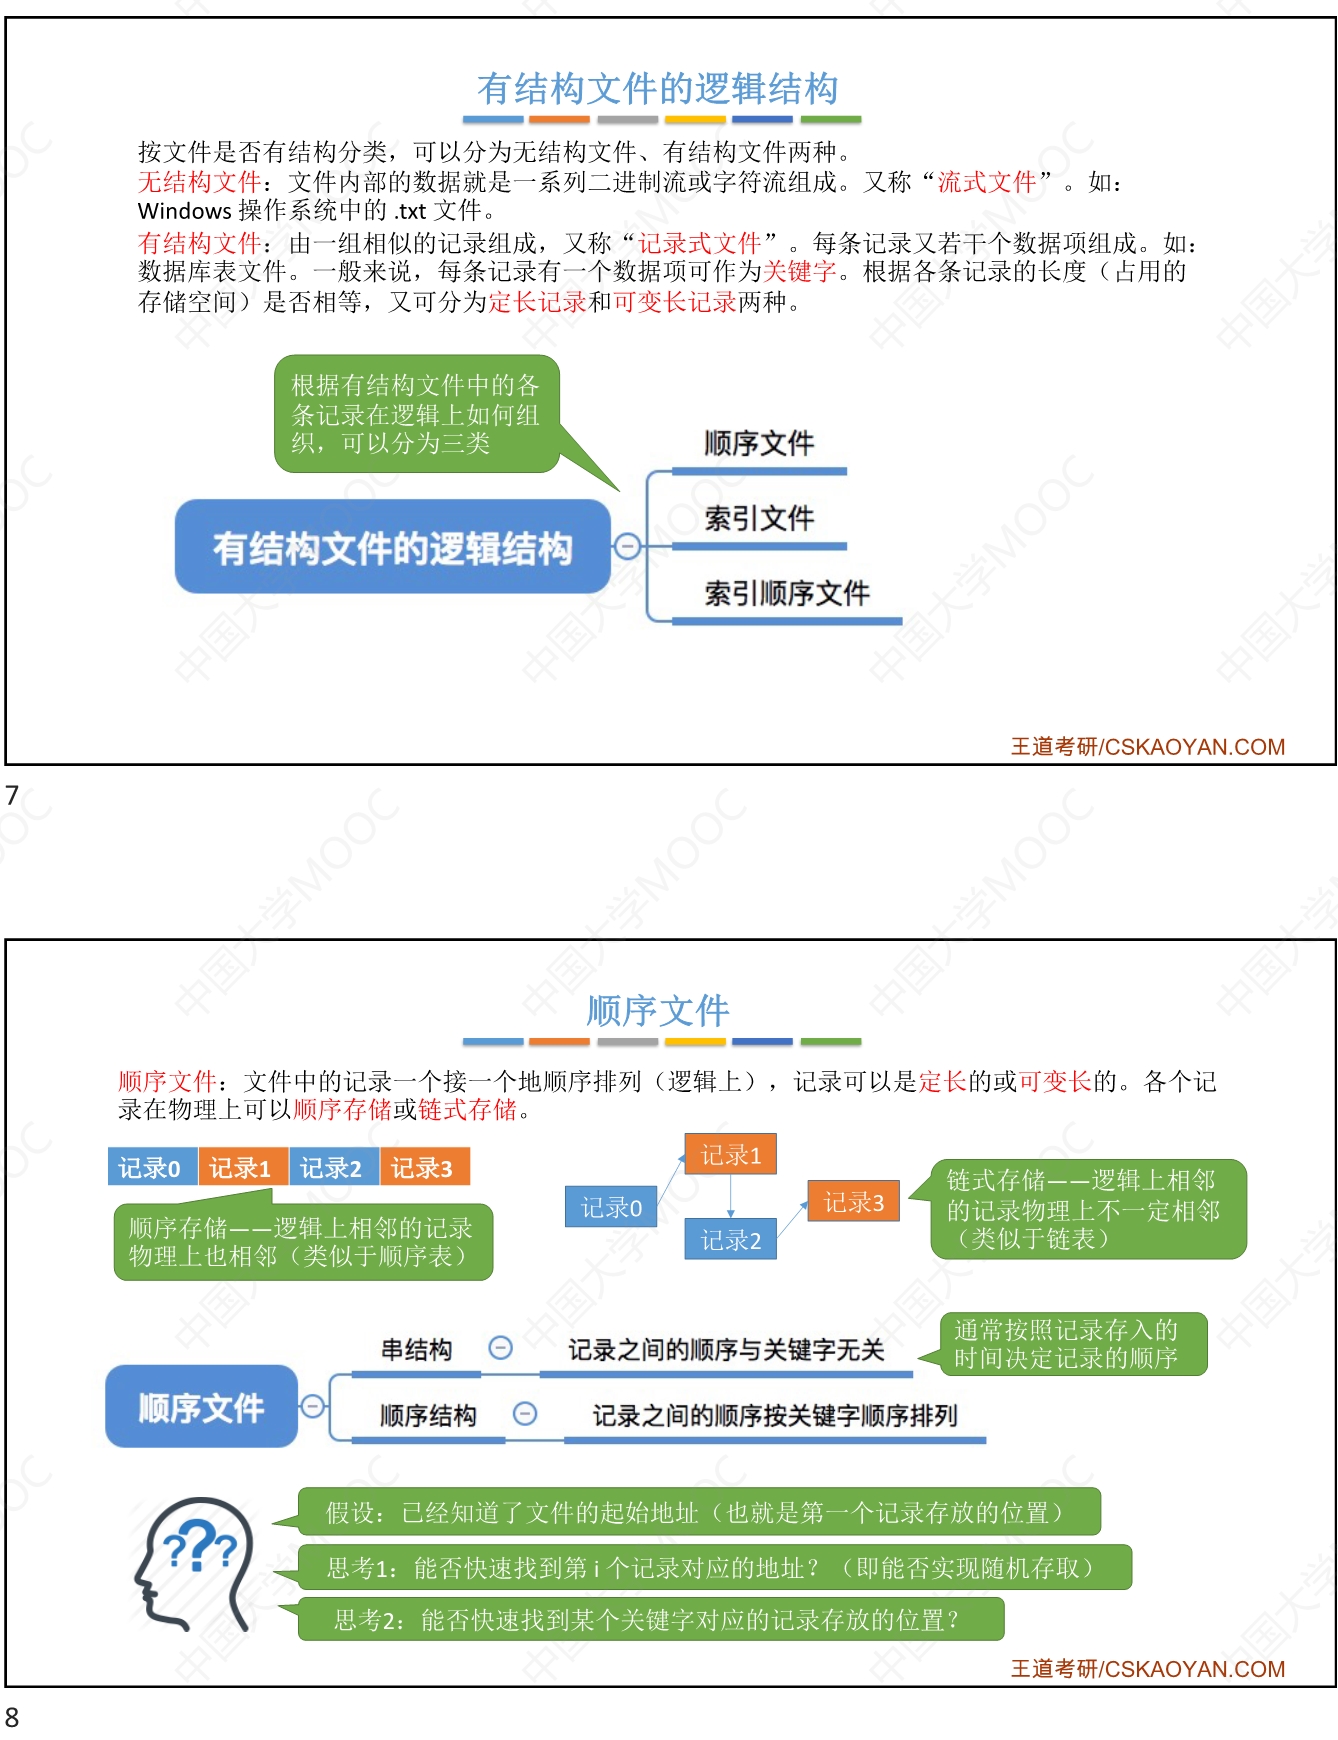 有结构文件的逻辑结构
按文件是否有结构分类，可以分为无结构文件、有结构文件两种。
无结构文件：文件内部的数据就是一系列二进制流或字符流组成。又称“流式文件”。如：
Windows 操作系统中的 .txt 文件。
有结构文件：由一组相似的记录组成，又称“记录式文件”。每条记录又若干个数据项组成。如：
数据库表文件。一般来说，每条记录有一个数据项可作为关键字。根据各条记录的长度（占用的
存储空间）是否相等，又可分为定长记录和可变长记录两种。
根据有结构文件中的各
条记录在逻辑上如何组
织，可以分为三类
有结构文件的逻辑结构
顺序文件
索引文件
索引顺序文件
王道考研/CSKAOYAN.COM
7
顺序文件
顺序文件：文件中的记录一个接一个地顺序排列（逻辑上），记录可以是定长的或可变长的。各个记
录在物理上可以顺序存储或链式存储。
记录0 记录1 记录2 记录3
顺序存储——逻辑上相邻的记录
物理上也相邻（类似于顺序表）
记录0
记录1
记录2
记录3
链式存储——逻辑上相邻
的记录物理上不一定相邻
（类似于链表）
顺序文件
串结构 记录之间的顺序与关键字无关
通常按照记录存入的
时间决定记录的顺序
顺序结构 记录之间的顺序按关键字顺序排列
???
假设：已经知道了文件的起始地址（也就是第一个记录存放的位置）
思考1：能否快速找到第 i 个记录对应的地址？（即能否实现随机存取）
思考2：能否快速找到某个关键字对应的记录存放的位置？
王道考研/CSKAOYAN.COM
8
中国大学MOOC